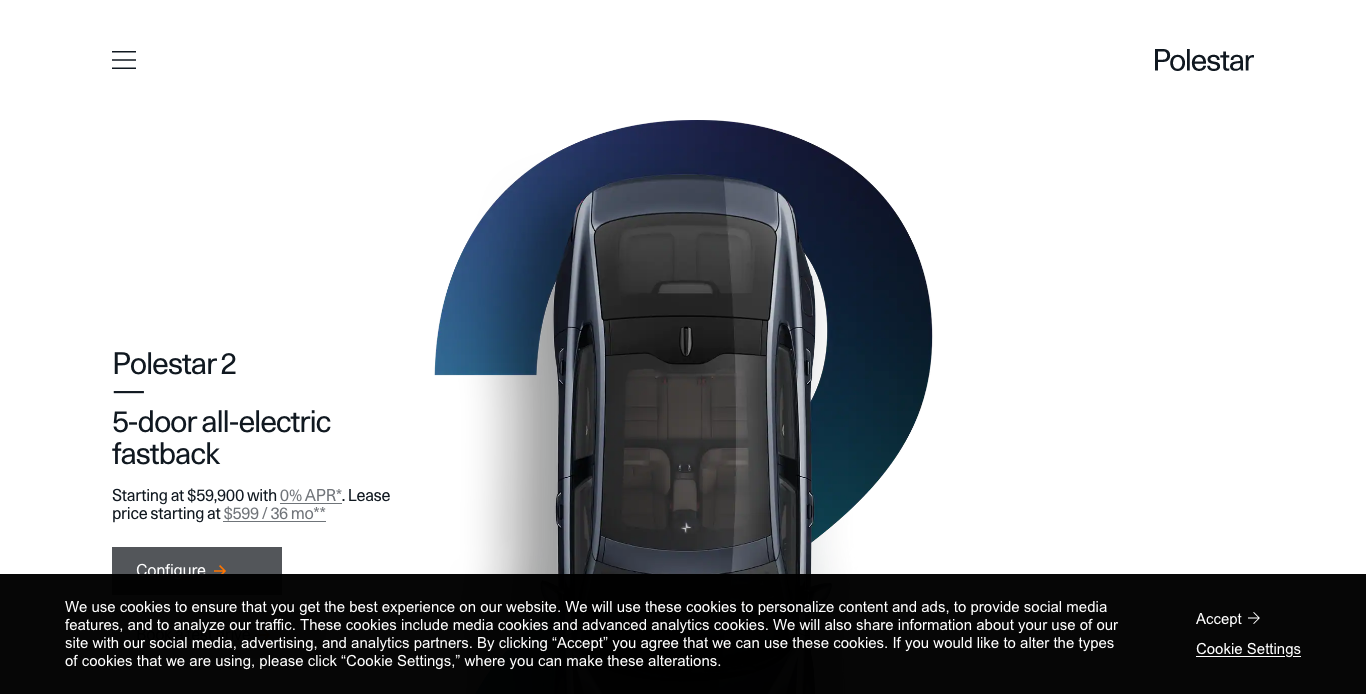 Polestar
Polestar 2
5-door all-electric
fastback
Starting at $59,900 with 0% APR*. Lease
price starting at $599 / 36 mo**
Configure →
We use cookies to ensure that you get the best experience on our website. We will use these cookies to personalize content and ads, to provide social media
features, and to analyze our traffic. These cookies include media cookies and advanced analytics cookies. We will also share information about your use of our
site with our social media, advertising, and analytics partners. By clicking “Accept” you agree that we can use these cookies. If you would like to alter the types
of cookies that we are using, please click “Cookie Settings,” where you can make these alterations.
Accept →
Cookie Settings